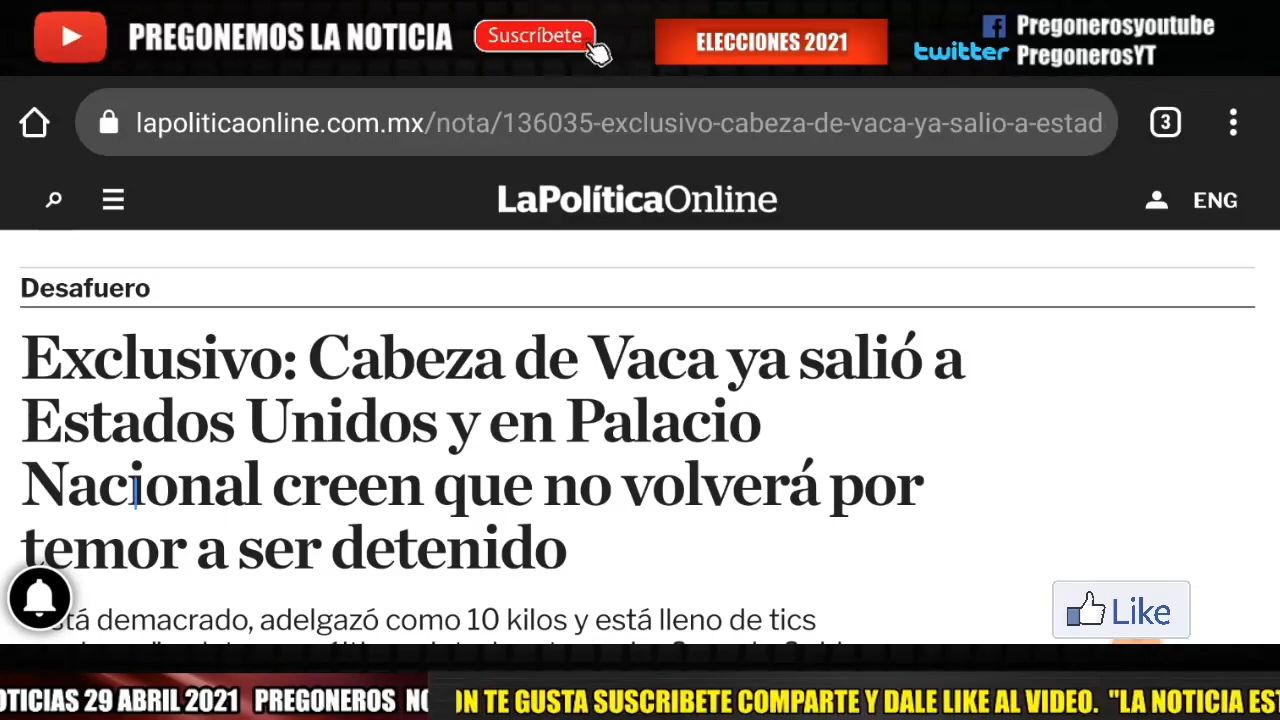 PREGONEMOS LA NOTICIA
Suscríbete
ELECCIONES 2021
Pregonerosyoutube
twitter PregonerosYT
lapoliticaonline.com.mx/nota/136035-exclusivo-cabeza-de-vaca-ya-salio-a-estad
3
LaPolíticaOnline
ENG
Desafuero
Exclusivo: Cabeza de Vaca ya salió a
Estados Unidos y en Palacio
Nacional creen que no volverá por
temor a ser detenido
demacrado, adelgazó como 10 kilos y está lleno de tics
Like
OTICIAS 29 ABRIL 2021 PREGONEROS NO
ON TE GUSTA SUSCRIBETE COMPARTE Y DALE LIKE AL VIDEO. "LA NOTICIA EST